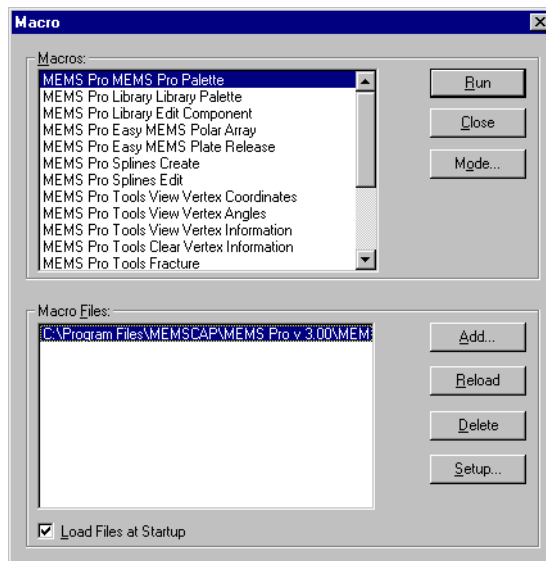 Macro
Macros:
MEMS Pro MEMS Pro Palette
MEMS Pro Library Library Palette
MEMS Pro Library Edit Component
MEMS Pro Easy MEMS Polar Array
MEMS Pro Easy MEMS Plate Release
MEMS Pro Splines Create
MEMS Pro Splines Edit
MEMS Pro Tools View Vertex Coordinates
MEMS Pro Tools View Vertex Angles
MEMS Pro Tools View Vertex Information
MEMS Pro Tools Clear Vertex Information
MEMS Pro Tools Fracture
Run
Close
Mode...
Macro Files:
C:\Program Files\MEMSCAP\MEMS Pro v 3.00\MEM
Add...
Reload
Delete
Setup...
Load Files at Startup